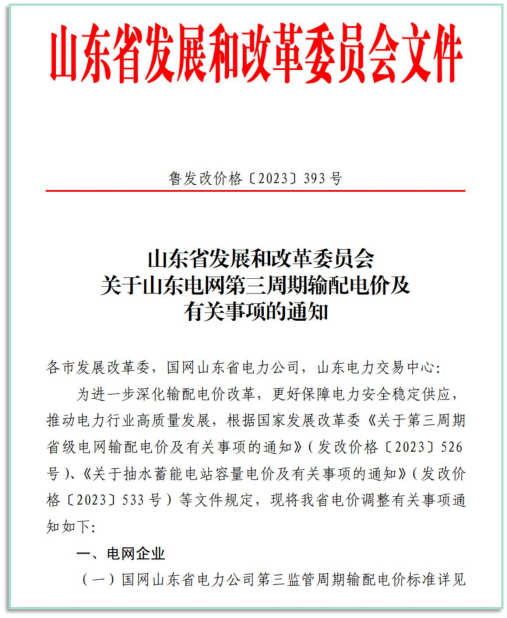 山东省发展和改革委员会文件
鲁发改价格〔2023〕393号
山东省发展和改革委员会
关于山东电网第三周期输配电价及
有关事项的通知
各市发展改革委，国网山东省电力公司，山东电力交易中心：
为进一步深化输配电价改革，更好保障电力安全稳定供应，
推动电力行业高质量发展，根据国家发展改革委《关于第三周期
省级电网输配电价及有关事项的通知》（发改价格〔2023〕526
号）、《关于抽水蓄能电站容量电价及有关事项的通知》（发改价
格〔2023〕533号）等文件规定，现将我省电价调整有关事项通
知如下：
一、电网企业
（一）国网山东省电力公司第三监管周期输配电价标准详见